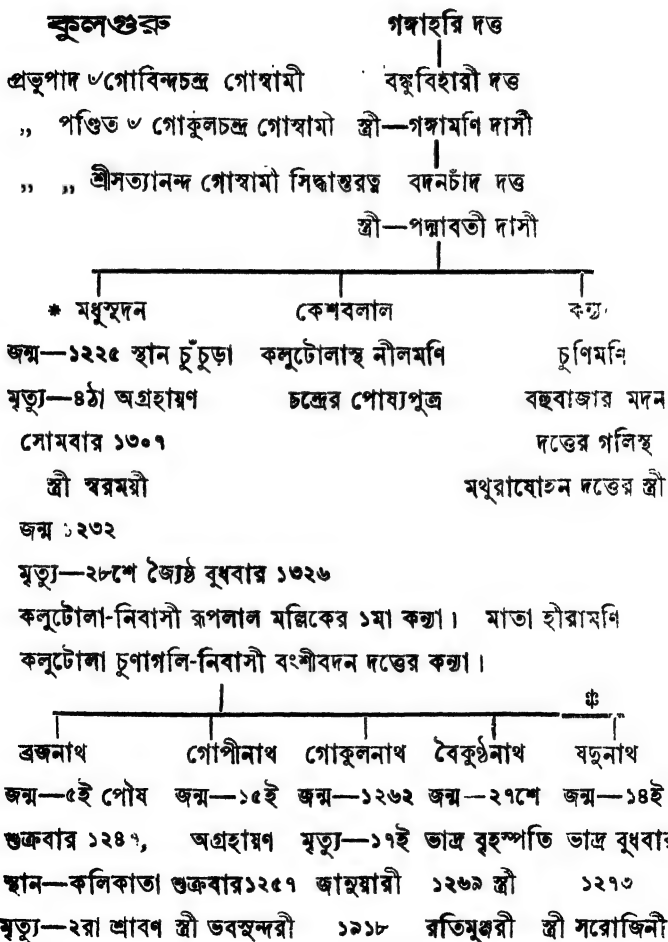 কুলগুরু গঙ্গাহরি দত্ত
প্রভুপাদ ৺গোবিন্দচন্দ্র গোস্বামী বঙ্কুবিহারী দত্ত
,, পণ্ডিত ৺ গোকুলচন্দ্র গোস্বামী স্ত্রী—গঙ্গামণি দাসী
,, ,, শ্রীসত্যানন্দ গোস্বামী সিদ্ধান্তরত্ন বদনচাঁদ দত্ত
স্ত্রী—পদ্মাবতী দাসী
* মধুসূদন কেশবলাল কন্যা
জন্ম—১২২৫ স্থান চুঁচুড়া কলুটোলাস্থ নীলমণি চুণিমণি
মৃত্যু—৪ঠা অগ্রহায়ণ চন্দ্রের পোষ্যপুত্র বহুবাজার মদন
সোমবার ১৩০৭ দত্তের গলিস্থ
স্ত্রী স্বরময়ী মথুরামোহন দত্তের স্ত্রী
জন্ম ১২৩২
মৃত্যু—২৮শে জ্যৈষ্ঠ বুধবার ১৩২৬
কলুটোলা-নিবাসী রূপলাল মল্লিকের ১মা কন্যা। মাতা হীরামণি
কলুটোলা চুণাগলি-নিবাসী বংশীবদন দত্তের কন্যা।
ব্রজনাথ গোপীনাথ গোকুলনাথ বৈকুণ্ঠনাথ যদুনাথ
জন্ম—৫ই পৌষ জন্ম—১৫ই জন্ম—১২৬২ জন্ম—২৭শে জন্ম—১৪ই
শুক্রবার ১২৪৭, অগ্রহায়ণ মৃত্যু—১৭ই ভাদ্র বৃহস্পতি ভাদ্র বুধবার
স্থান—কলিকাতা শুক্রবার১২৫৭ জানুয়ারী ১২৬৯ স্ত্রী ১২৭৩
মৃত্যু—২রা শ্রাবণ স্ত্রী ভবসুন্দরী ১৯১৮ রতিমুঞ্জরী স্ত্রী সরোজিনী